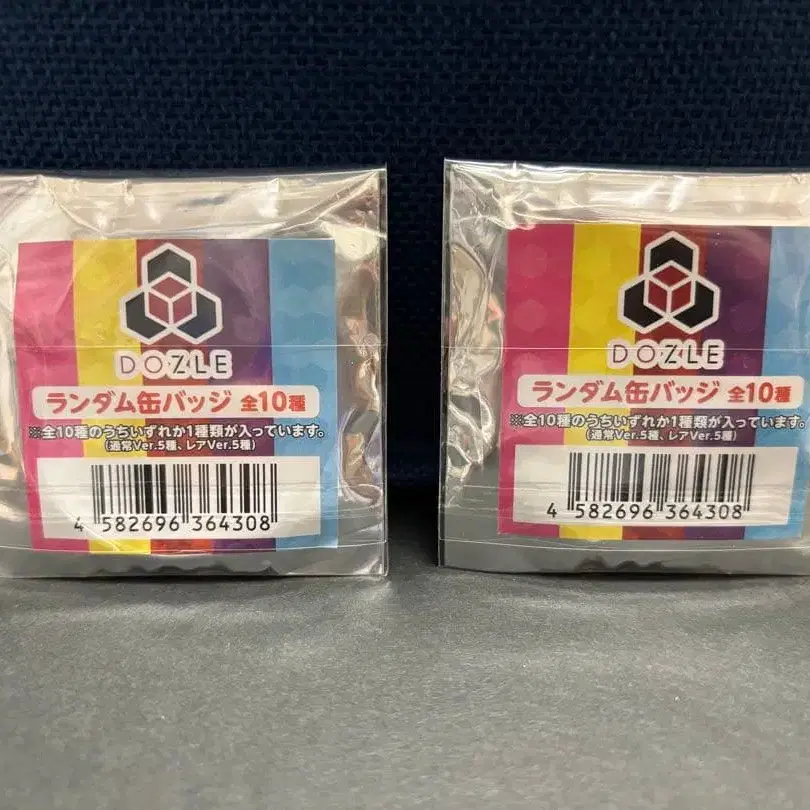 DOZLE
ランダム缶バッジ 全10種
※全10種のうちいずれか1種類が入っています。
(通常Ver.5種、レアVer.5種)
4 582696 364308
DOZLE
ランダム缶バッジ 全10種
※全10種のうちいずれか1種類が入っています。
(通常Ver.5種、レアVer.5種)
4 582696 364308